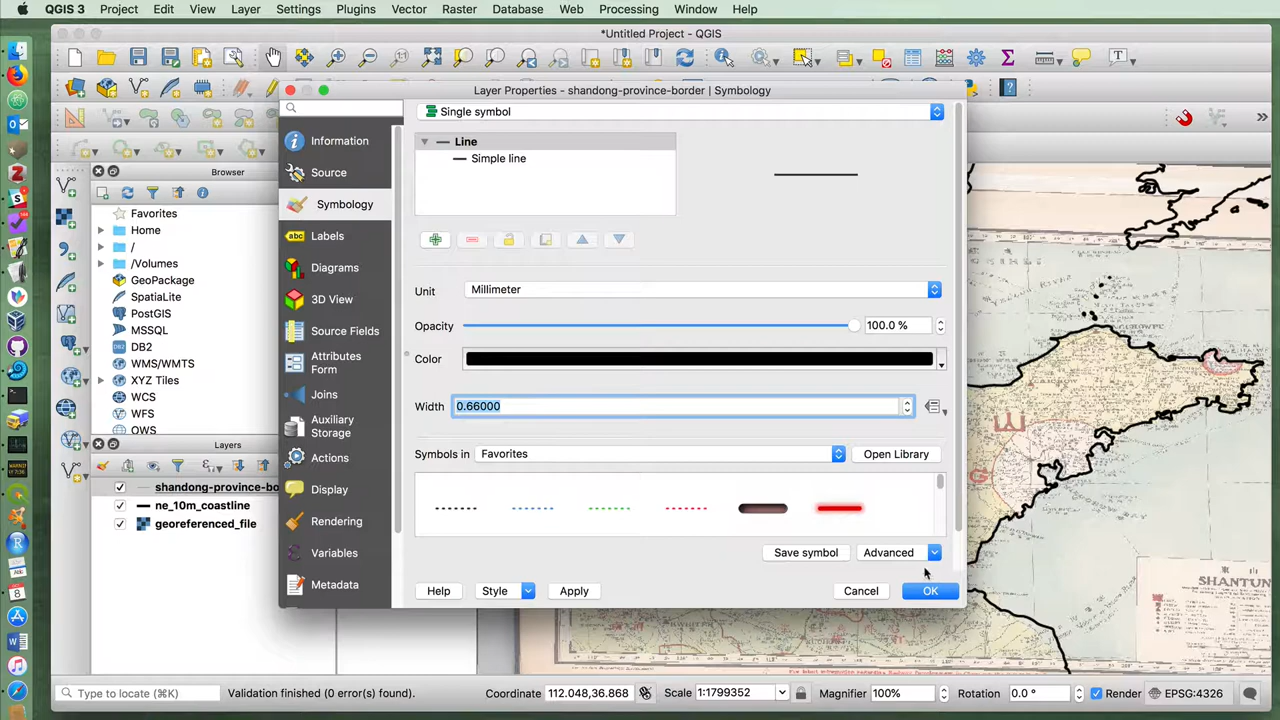 QGIS 3 Project Edit View Layer Settings Plugins Vector Raster Database Web Processing Window Help
*Untitled Project - QGIS
Layer Properties - shandong-province-border | Symbology
Single symbol
Information
Line
Simple line
Source
Symbology
Labels
Diagrams
3D View
Source Fields
Attributes
Form
Joins
Auxiliary
Storage
Actions
Display
Rendering
Variables
Metadata
Unit Millimeter
Opacity 100.0 %
Color
Width 0.66000
Symbols in Favorites Open Library
Save symbol Advanced
Help Style Apply Cancel OK
Browser
Favorites
Home
/
/Volumes
GeoPackage
SpatiaLite
PostGIS
MSSQL
DB2
WMS/WMTS
XYZ Tiles
WCS
WFS
OWS
Layers
shandong-province-bo
ne_10m_coastline
georeferenced_file
SHANTUN
Type to locate (⌘K) Validation finished (0 error(s) found). Coordinate 112.048,36.868 Scale 1:1799352 Magnifier 100% Rotation 0.0 ° Render EPSG:4326